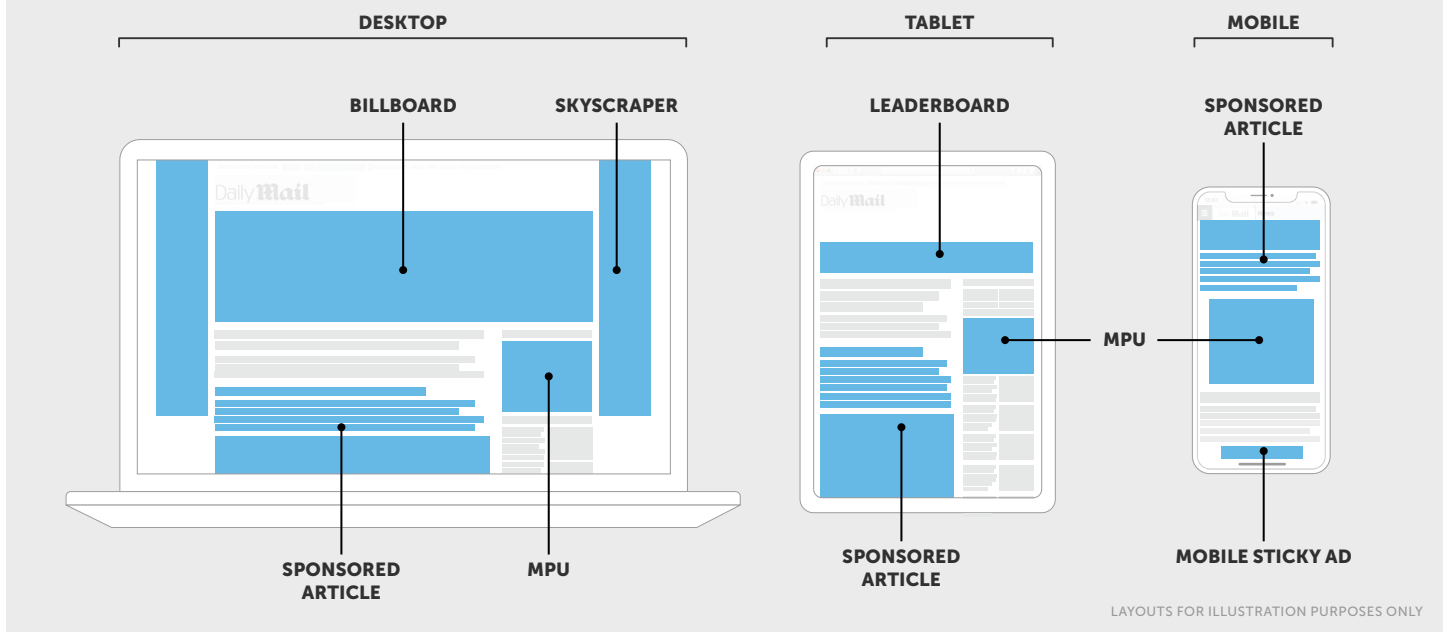 DESKTOP
TABLET
MOBILE
BILLBOARD
SKYSCRAPER
LEADERBOARD
SPONSORED
ARTICLE
Daily Mail
Daily Mail
MPU
SPONSORED
ARTICLE
MPU
SPONSORED
ARTICLE
MOBILE STICKY AD
LAYOUTS FOR ILLUSTRATION PURPOSES ONLY